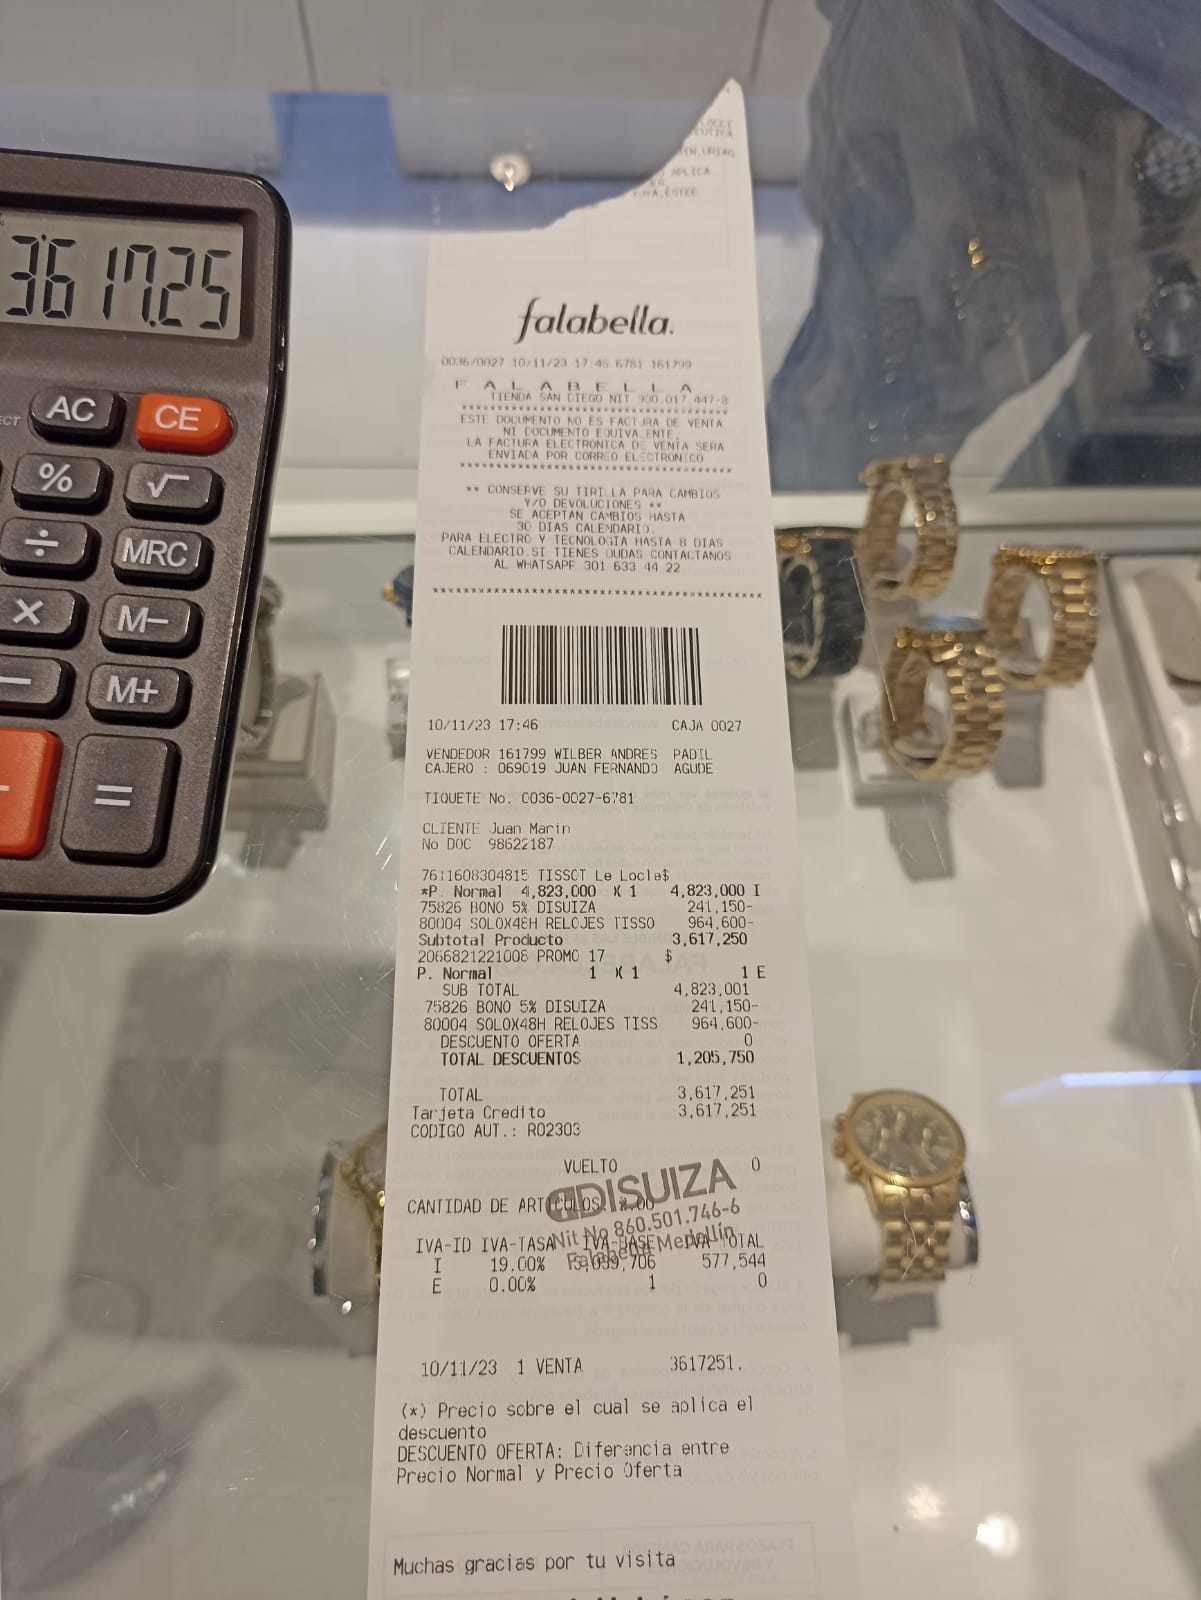 3617.25
AC CE
% √
÷ MRC
× M−
− M+
=
APLICA
falabella.
0036/0027 10/11/23 17:46 6781 161799
F A L A B E L L A
TIENDA SAN DIEGO NIT 900.017.447-8
ESTE DOCUMENTO NO ES FACTURA DE VENTA
NI DOCUMENTO EQUIVALENTE.
LA FACTURA ELECTRONICA DE VENTA SERA
ENVIADA POR CORREO ELECTRONICO
** CONSERVE SU TIRILLA PARA CAMBIOS
Y/O DEVOLUCIONES **
SE ACEPTAN CAMBIOS HASTA
30 DIAS CALENDARIO.
PARA ELECTRO Y TECNOLOGIA HASTA 8 DIAS
CALENDARIO.SI TIENES DUDAS CONTACTANOS
AL WHATSAPP 301 633 44 22
10/11/23 17:46 CAJA 0027
VENDEDOR 161799 WILBER ANDRES PADIL
CAJERO : 069019 JUAN FERNANDO AGUDE
TIQUETE No. 0036-0027-6781
CLIENTE Juan Marin
No DOC 98622187
7611608304815 TISSOT Le Locle$
*P. Normal 4,823,000 X 1 4,823,000 I
75826 BONO 5% DISUIZA 241,150-
80004 SOLOX48H RELOJES TISSO 964,600-
Subtotal Producto 3,617,250
2066821221006 PROMO 17 $
P. Normal 1 X 1 1 E
SUB TOTAL 4,823,001
75826 BONO 5% DISUIZA 241,150-
80004 SOLOX48H RELOJES TISS 964,600-
DESCUENTO OFERTA 0
TOTAL DESCUENTOS 1,205,750
TOTAL 3,617,251
Tarjeta Credito 3,617,251
CODIGO AUT.: R02303
VUELTO 0
DISUIZA
CANTIDAD DE ARTICULOS: 2.00
Nit No 860.501.746-6
Falabella Medellín
IVA-ID IVA-TASA IVA-BASE IVA-TOTAL
I 19.00% 3,039,706 577,544
E 0.00% 1 0
10/11/23 1 VENTA 3617251.
(*) Precio sobre el cual se aplica el
descuento
DESCUENTO OFERTA: Diferencia entre
Precio Normal y Precio Oferta
Muchas gracias por tu visita